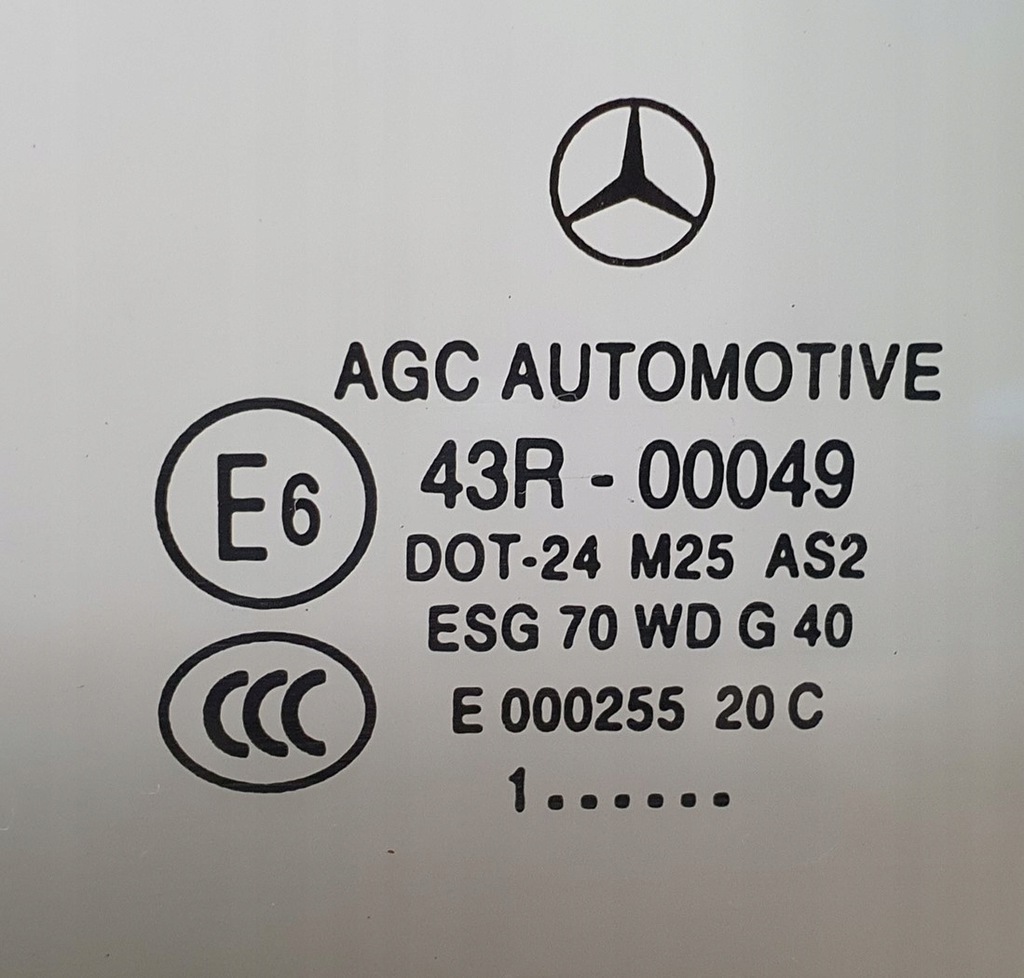 AGC AUTOMOTIVE
E6
43R - 00049
DOT-24 M25 AS2
ESG 70 WD G 40
CCC
E 000255 20 C
1......